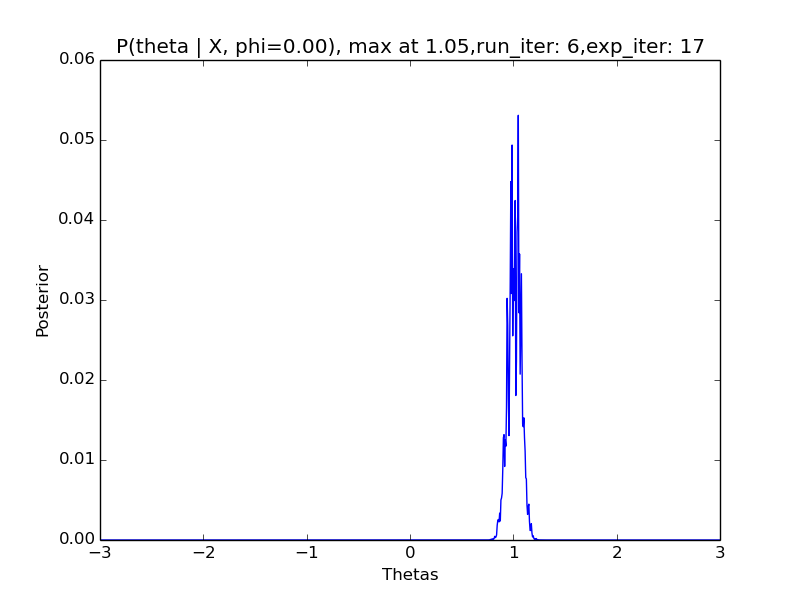 P(theta | X, phi=0.00), max at 1.05,run_iter: 6,exp_iter: 17
0.06
0.05
0.04
0.03
0.02
0.01
0.00
Posterior
−3 −2 −1 0 1 2 3
Thetas